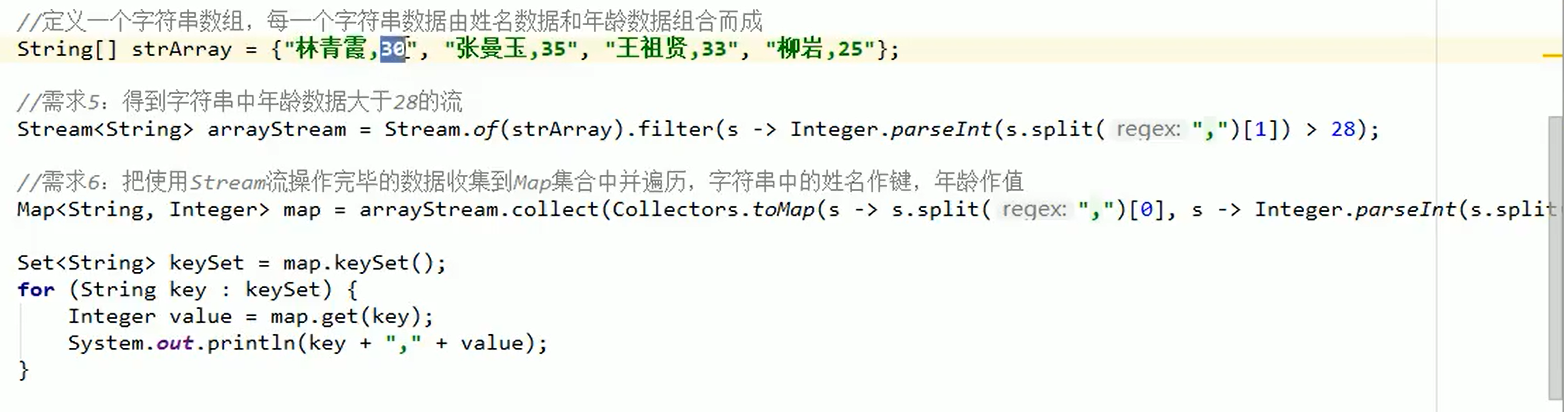 //定义一个字符串数组，每一个字符串数据由姓名数据和年龄数据组合而成
String[] strArray = {"林青霞,30", "张曼玉,35", "王祖贤,33", "柳岩,25"};
//需求5：得到字符串中年龄数据大于28的流
Stream<String> arrayStream = Stream.of(strArray).filter(s -> Integer.parseInt(s.split( regex: ",")[1]) > 28);
//需求6：把使用Stream流操作完毕的数据收集到Map集合中并遍历，字符串中的姓名作键，年龄作值
Map<String, Integer> map = arrayStream.collect(Collectors.toMap(s -> s.split( regex: ",")[0], s -> Integer.parseInt(s.split
Set<String> keySet = map.keySet();
for (String key : keySet) {
    Integer value = map.get(key);
    System.out.println(key + "," + value);
}